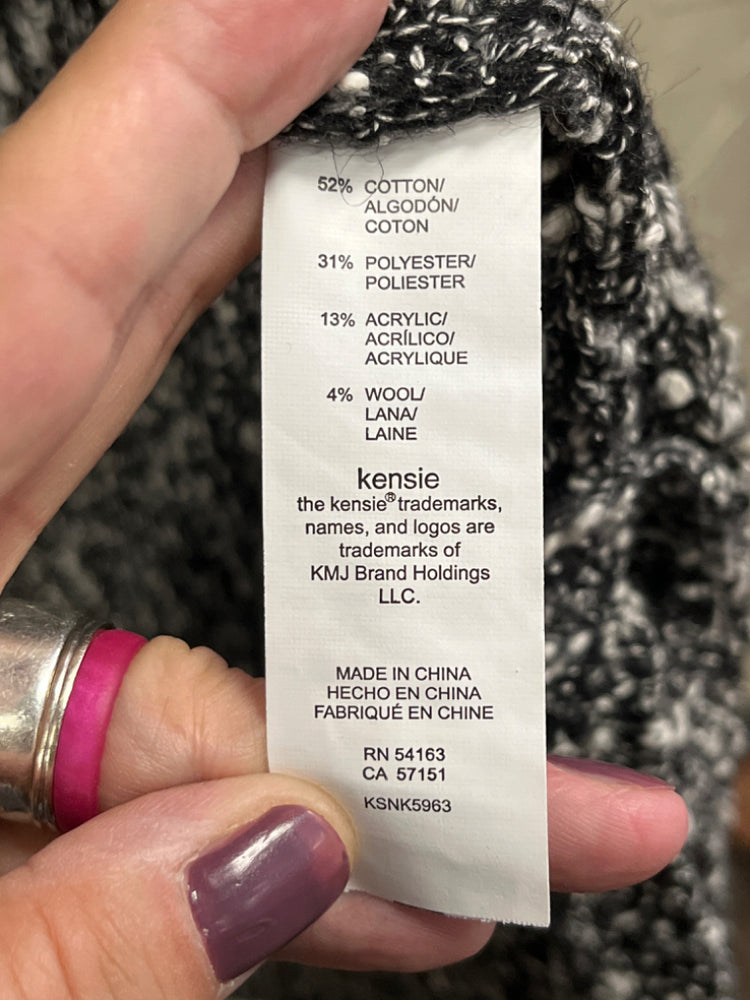 52% COTTON/
ALGODÓN/
COTON
31% POLYESTER/
POLIESTER
13% ACRYLIC/
ACRÍLICO/
ACRYLIQUE
4% WOOL/
LANA/
LAINE
kensie
the kensie® trademarks,
names, and logos are
trademarks of
KMJ Brand Holdings
LLC.
MADE IN CHINA
HECHO EN CHINA
FABRIQUÉ EN CHINE
RN 54163
CA 57151
KSNK5963